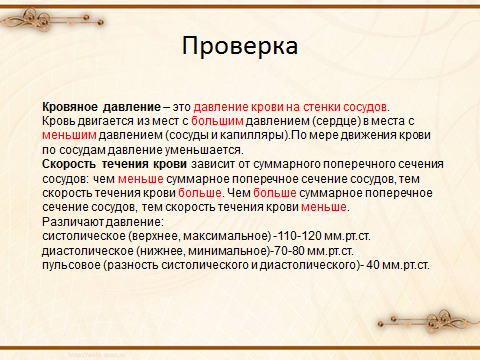 Проверка
Кровяное давление – это давление крови на стенки сосудов.
Кровь двигается из мест с большим давлением (сердце) в места с
меньшим давлением (сосуды и капилляры).По мере движения крови
по сосудам давление уменьшается.
Скорость течения крови зависит от суммарного поперечного сечения
сосудов: чем меньше суммарное поперечное сечение сосудов, тем
скорость течения крови больше. Чем больше суммарное поперечное
сечение сосудов, тем скорость течения крови меньше.
Различают давление:
систолическое (верхнее, максимальное) -110-120 мм.рт.ст.
диастолическое (нижнее, минимальное)-70-80 мм.рт.ст.
пульсовое (разность систолического и диастолического)- 40 мм.рт.ст.